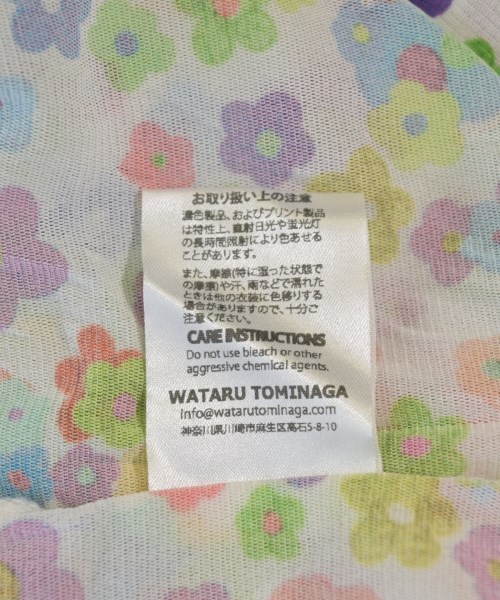 お取り扱い上の注意
濃色製品、およびプリント製品
は特性上、直射日光や蛍光灯
の長時間照射により色あせる
ことがあります。
また、摩擦(特に湿った状態で
の摩擦)や汗、雨などで濡れた
ときは他の衣装に色移りする
場合がありますので、十分ご
注意ください。
CARE INSTRUCTIONS
Do not use bleach or other
aggressive chemical agents.
WATARU TOMINAGA
info@watarutominaga.com
神奈川県川崎市麻生区高石5-8-10